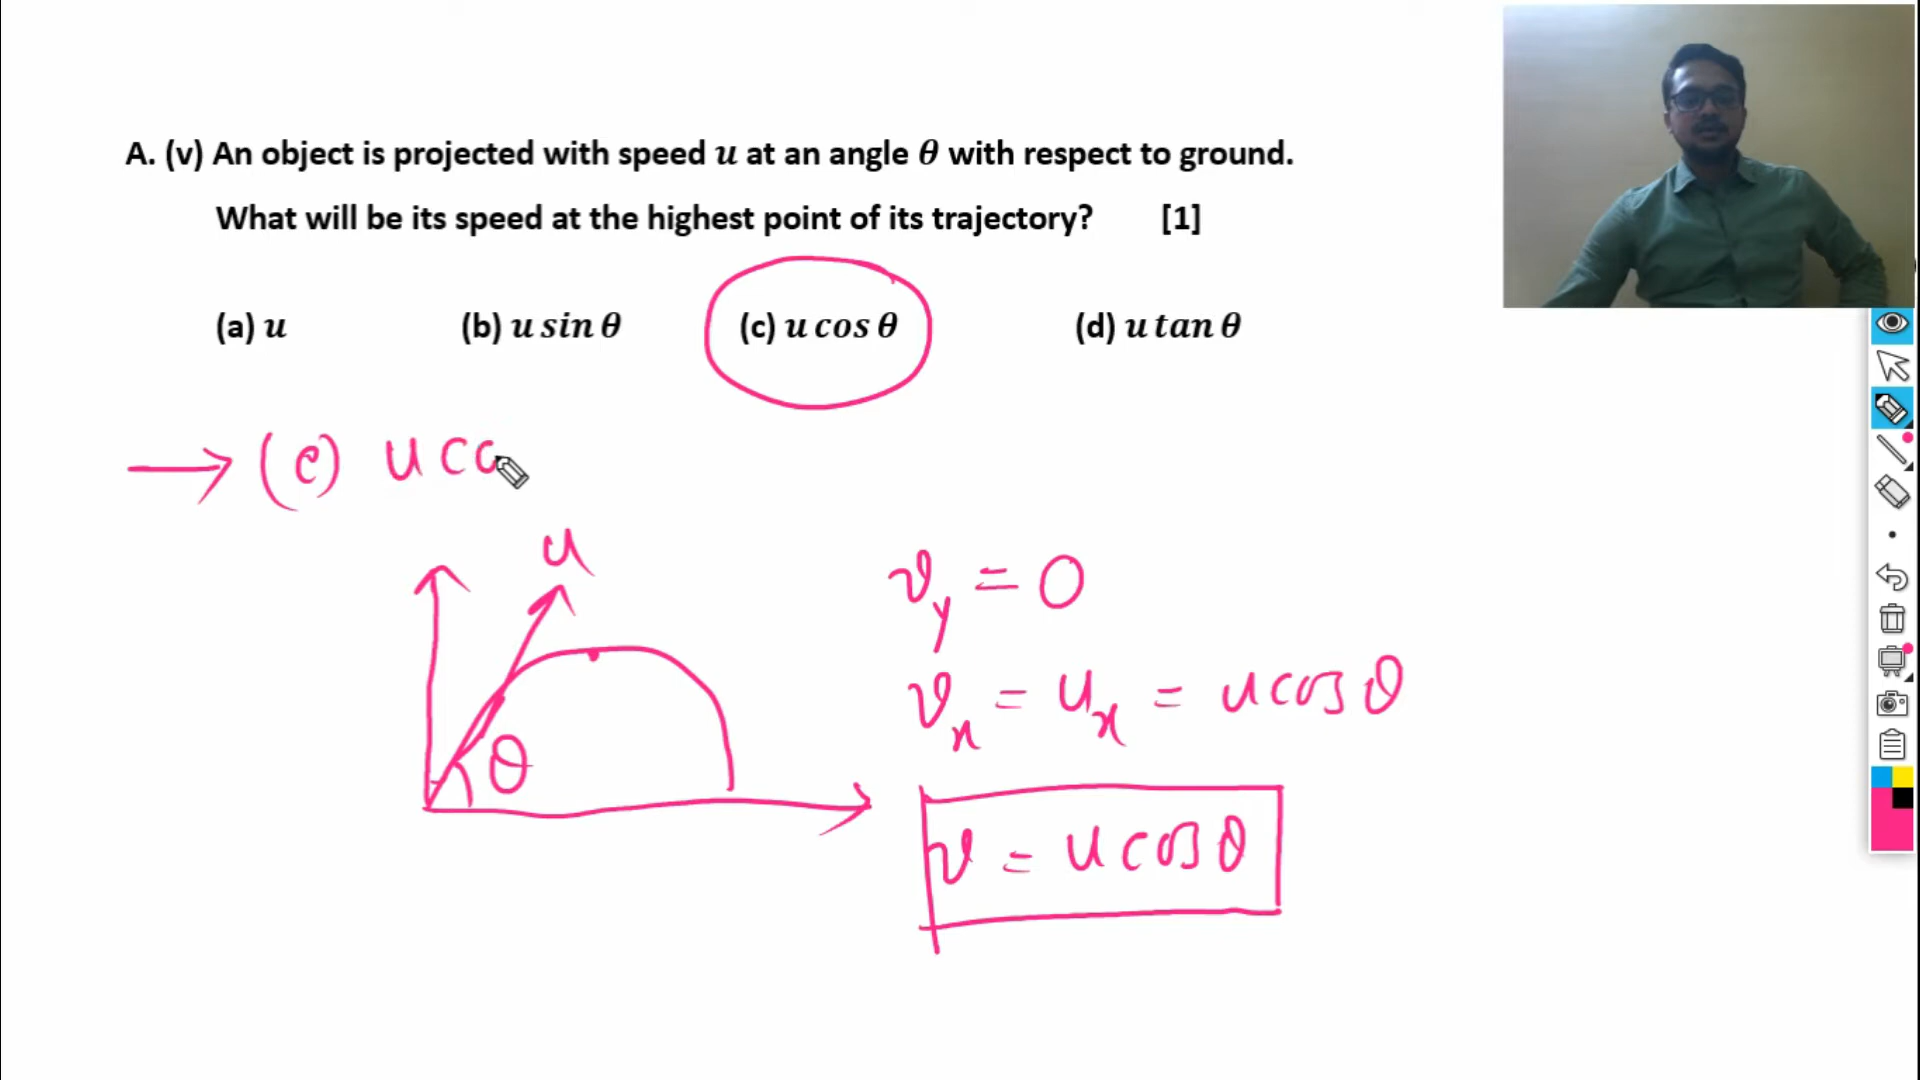 A. (v) An object is projected with speed u at an angle θ with respect to ground.
What will be its speed at the highest point of its trajectory? [1]
(a) u (b) u sin θ (c) u cos θ (d) u tan θ
→ (c) u co
u
θ
v_y = 0
v_x = u_x = u cos θ
v = u cos θ